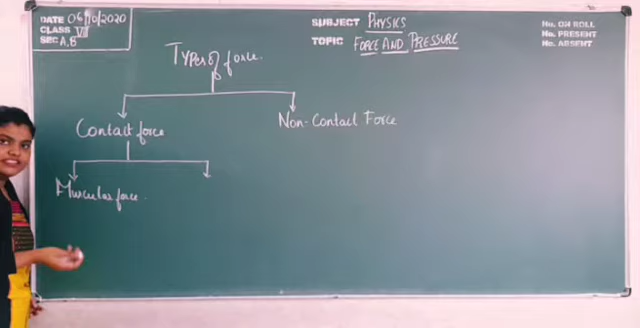 DATE 06/10/2020
CLASS VII
SEC A,B
SUBJECT PHYSICS
TOPIC FORCE AND PRESSURE
No. ON ROLL
No. PRESENT
No. ABSENT
Types of force.
Contact force
Non-Contact Force
Muscular force.